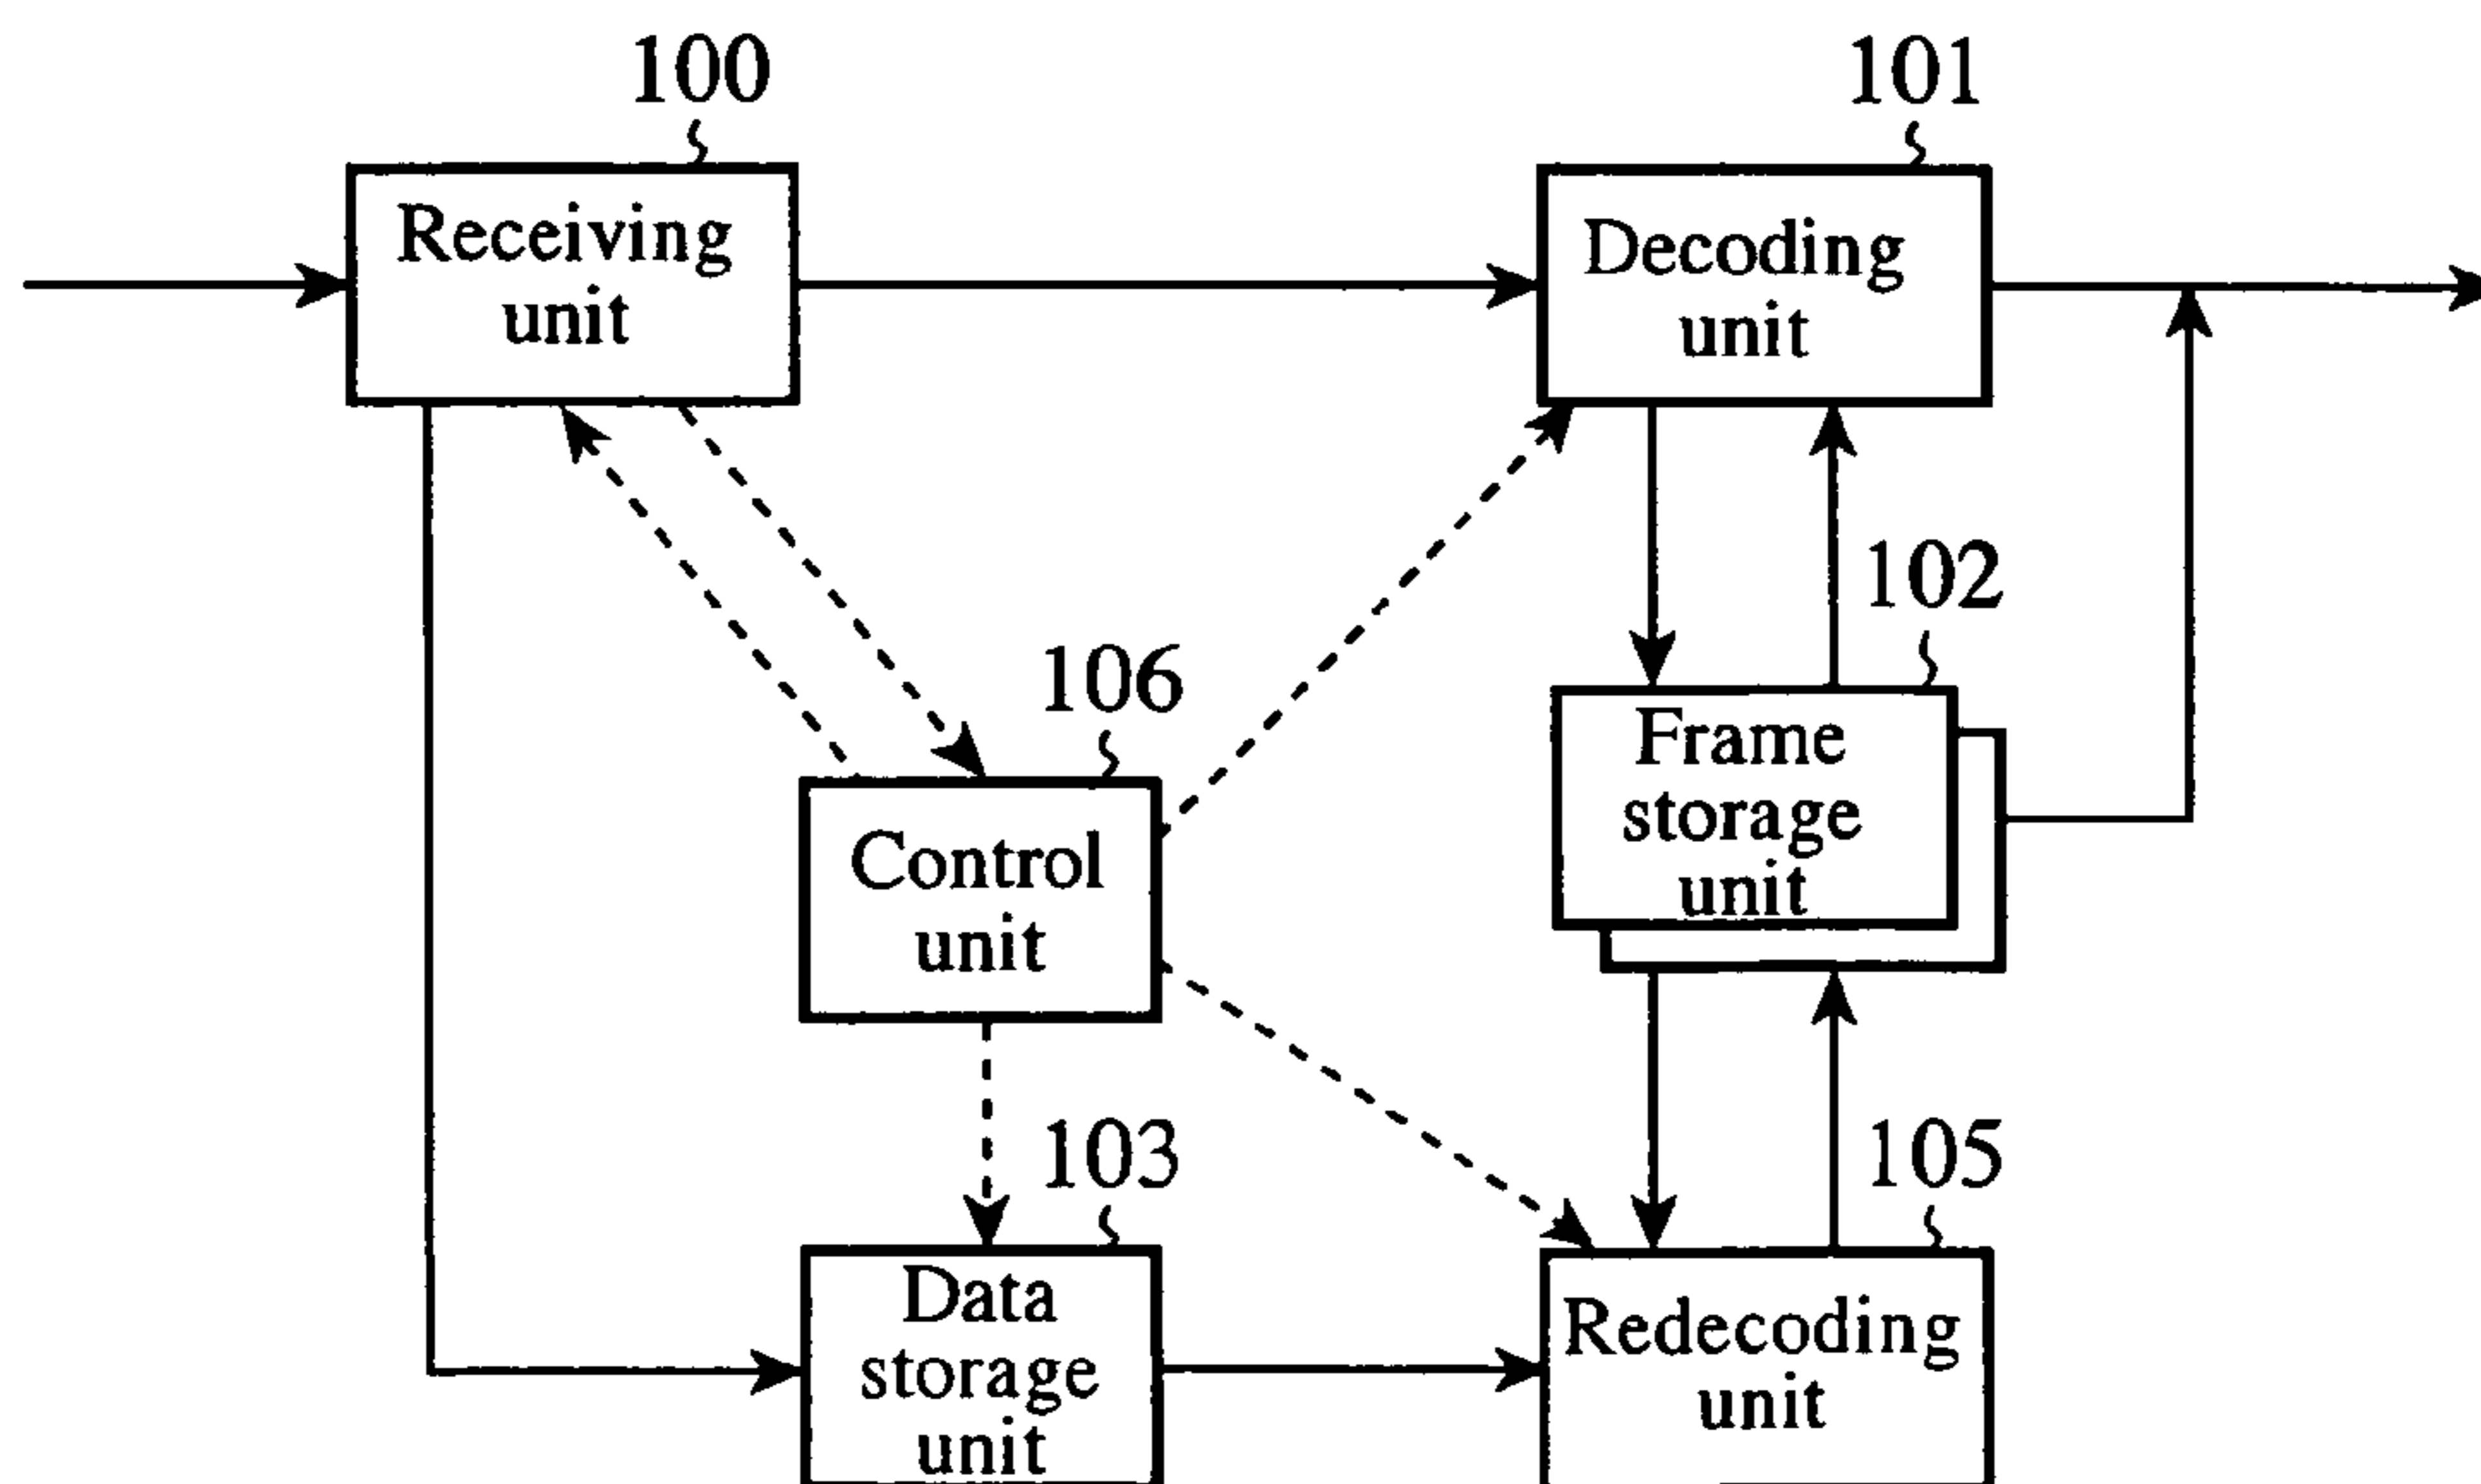 100
101
Receiving
unit
Decoding
unit
102
106
Frame
storage
unit
Control
unit
103
105
Data
storage
unit
Redecoding
unit